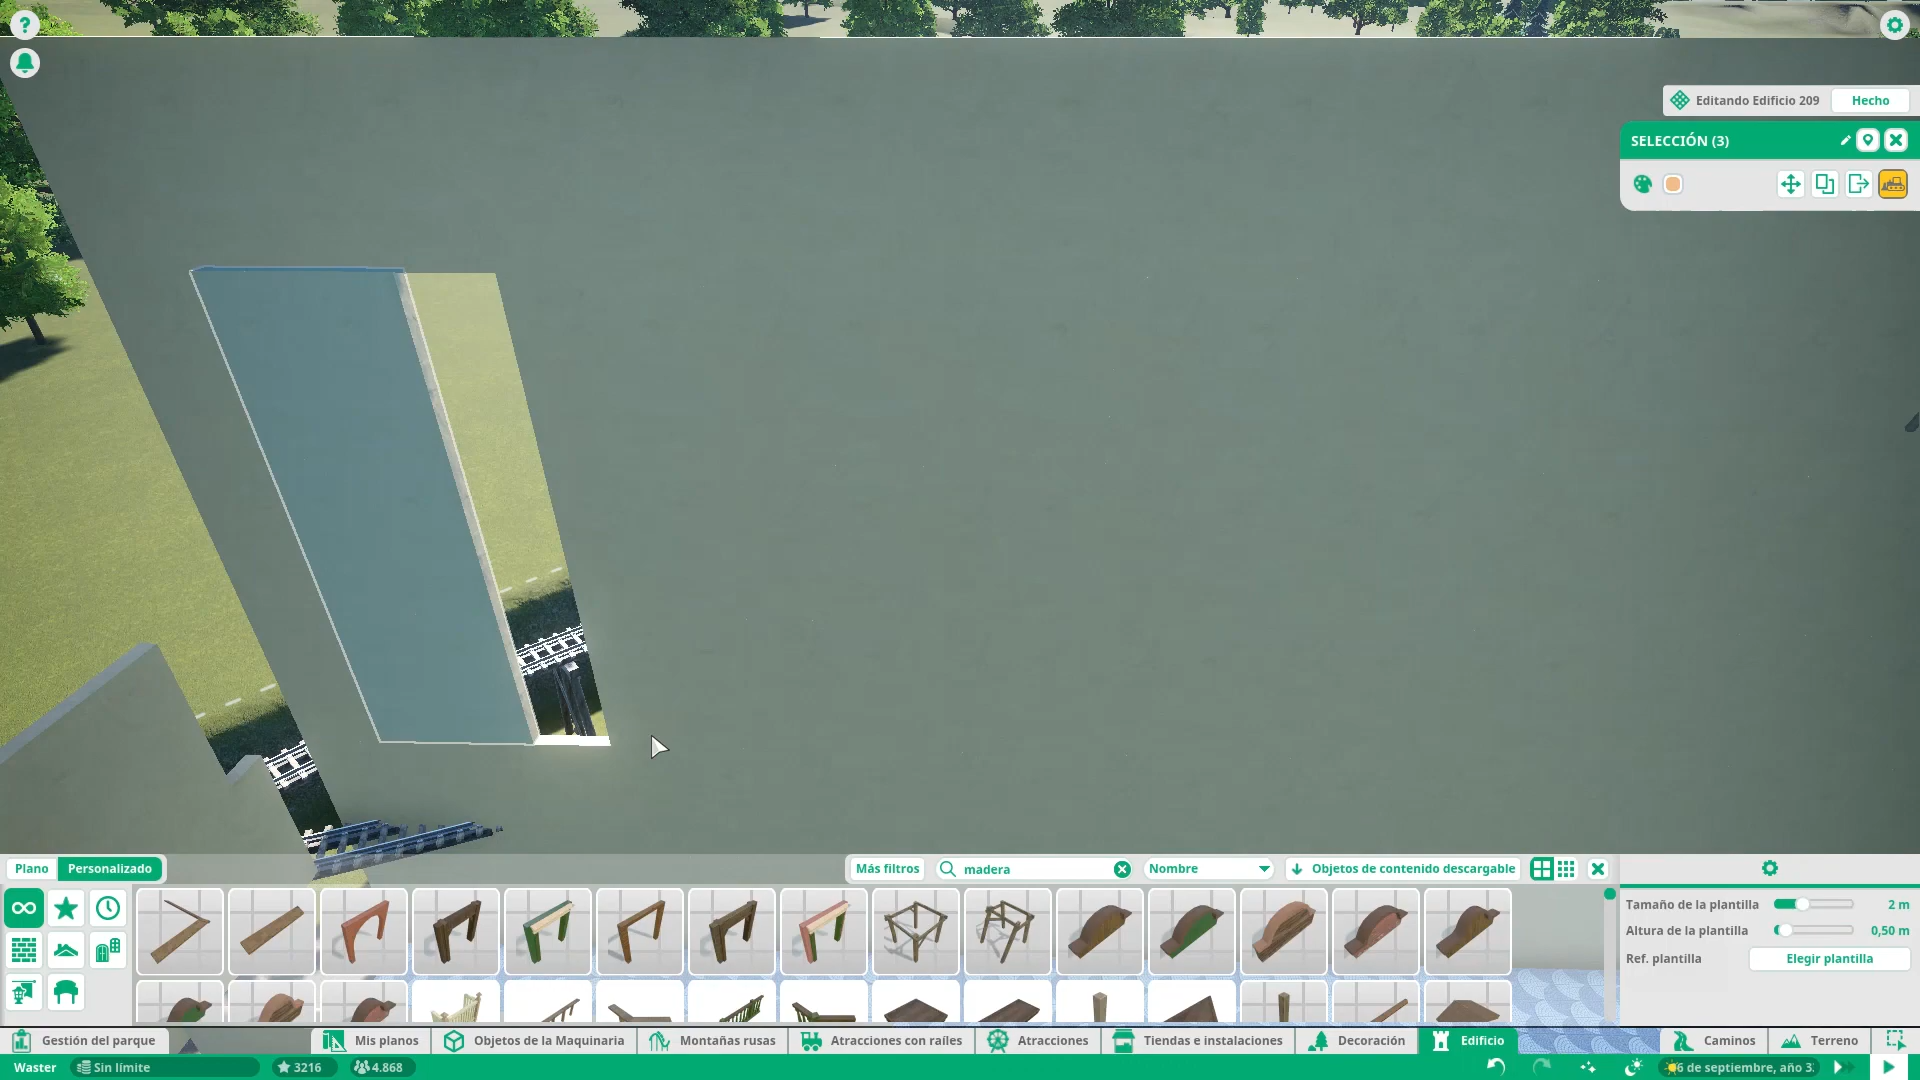 ?
Editando Edificio 209
Hecho
SELECCIÓN (3)
Plano
Personalizado
Más filtros
madera
Nombre
Objetos de contenido descargable
Tamaño de la plantilla
2 m
Altura de la plantilla
0,50 m
Ref. plantilla
Elegir plantilla
Gestión del parque
Mis planos
Objetos de la Maquinaria
Montañas rusas
Atracciones con raíles
Atracciones
Tiendas e instalaciones
Decoración
Edificio
Caminos
Terreno
Waster
Sin límite
3216
4.868
6 de septiembre, año 3